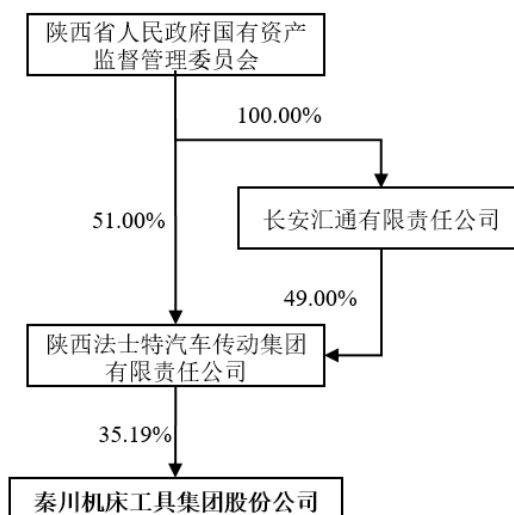 陕西省人民政府国有资产
监督管理委员会
100.00%
51.00%
长安汇通有限责任公司
49.00%
陕西法士特汽车传动集团
有限责任公司
35.19%
秦川机床工具集团股份公司